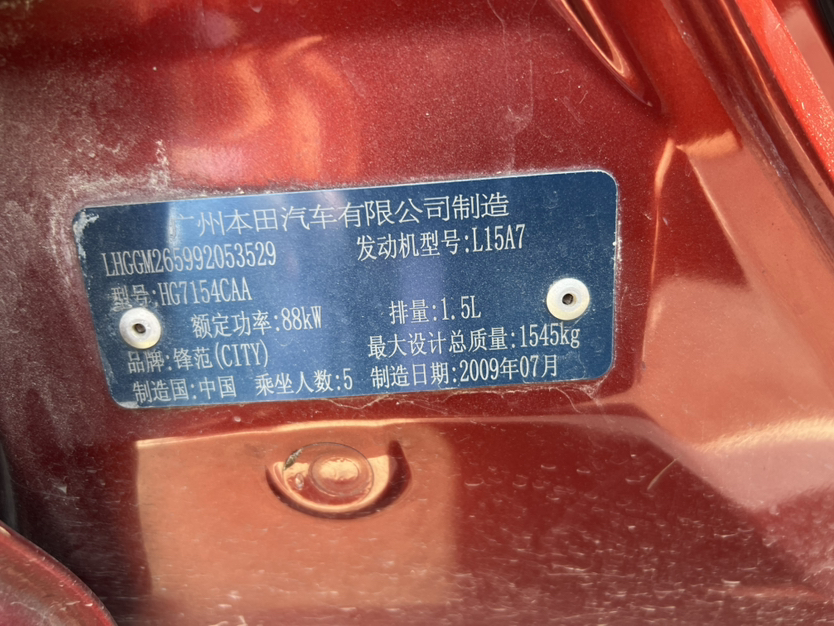 广州本田汽车有限公司制造
LHGGM265992053529 发动机型号:L15A7
型号:HG7154CAA
额定功率:88kW 排量:1.5L
品牌:锋范(CITY) 最大设计总质量:1545kg
制造国:中国 乘坐人数:5 制造日期:2009年07月